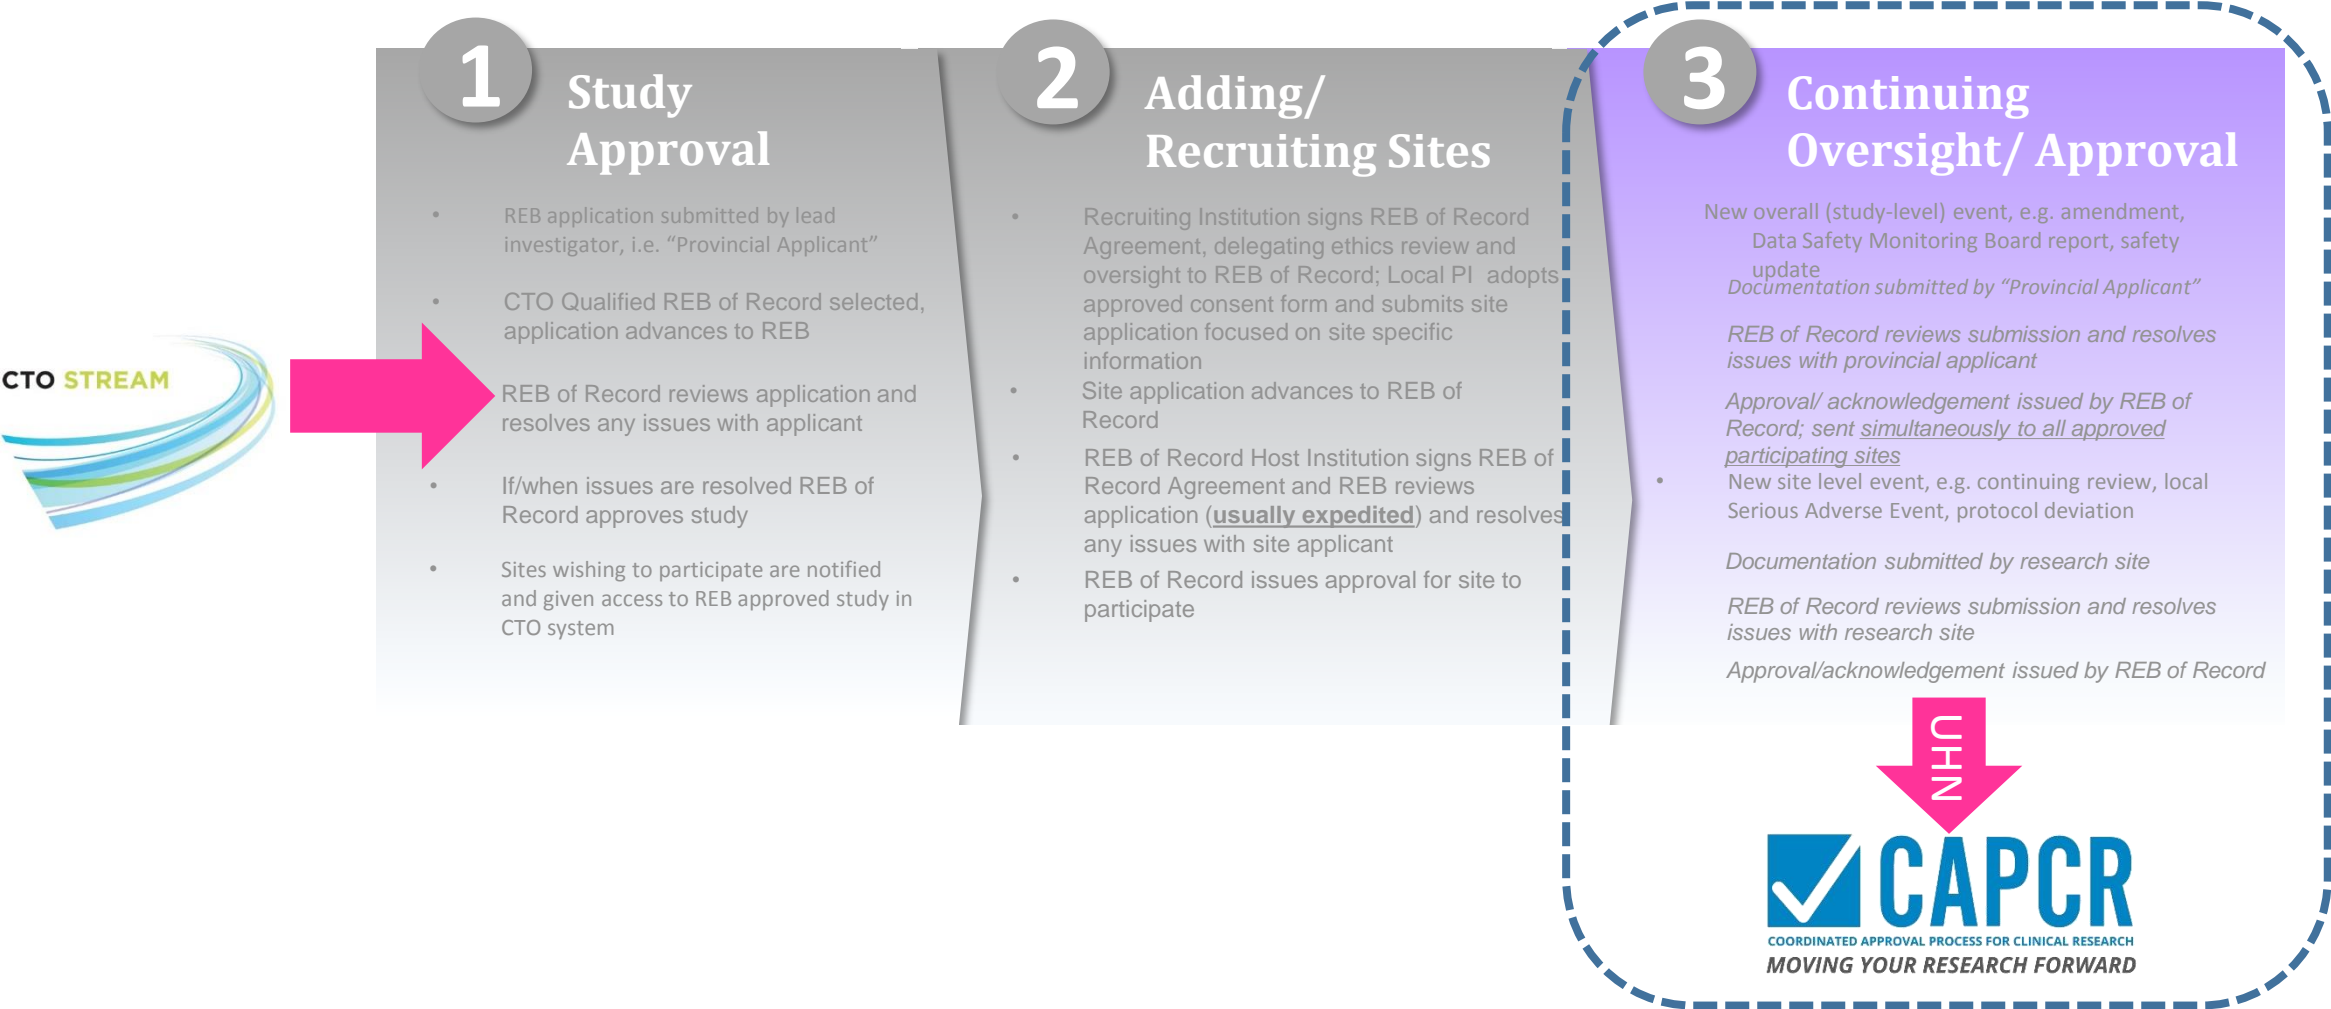 CTO STREAM
1
Study
Approval
• REB application submitted by lead
investigator, i.e. “Provincial Applicant”
• CTO Qualified REB of Record selected,
application advances to REB
REB of Record reviews application and
resolves any issues with applicant
• If/when issues are resolved REB of
Record approves study
• Sites wishing to participate are notified
and given access to REB approved study in
CTO system
2
Adding/
Recruiting Sites
• Recruiting Institution signs REB of Record
Agreement, delegating ethics review and
oversight to REB of Record; Local PI adopts
approved consent form and submits site
application focused on site specific
information
• Site application advances to REB of
Record
• REB of Record Host Institution signs REB of
Record Agreement and REB reviews
application (usually expedited) and resolves
any issues with site applicant
• REB of Record issues approval for site to
participate
3
Continuing
Oversight/ Approval
New overall (study-level) event, e.g. amendment,
Data Safety Monitoring Board report, safety
update
Documentation submitted by “Provincial Applicant”
REB of Record reviews submission and resolves
issues with provincial applicant
Approval/ acknowledgement issued by REB of
Record; sent simultaneously to all approved
participating sites
• New site level event, e.g. continuing review, local
Serious Adverse Event, protocol deviation
Documentation submitted by research site
REB of Record reviews submission and resolves
issues with research site
Approval/acknowledgement issued by REB of Record
UHN
CAPCR
COORDINATED APPROVAL PROCESS FOR CLINICAL RESEARCH
MOVING YOUR RESEARCH FORWARD